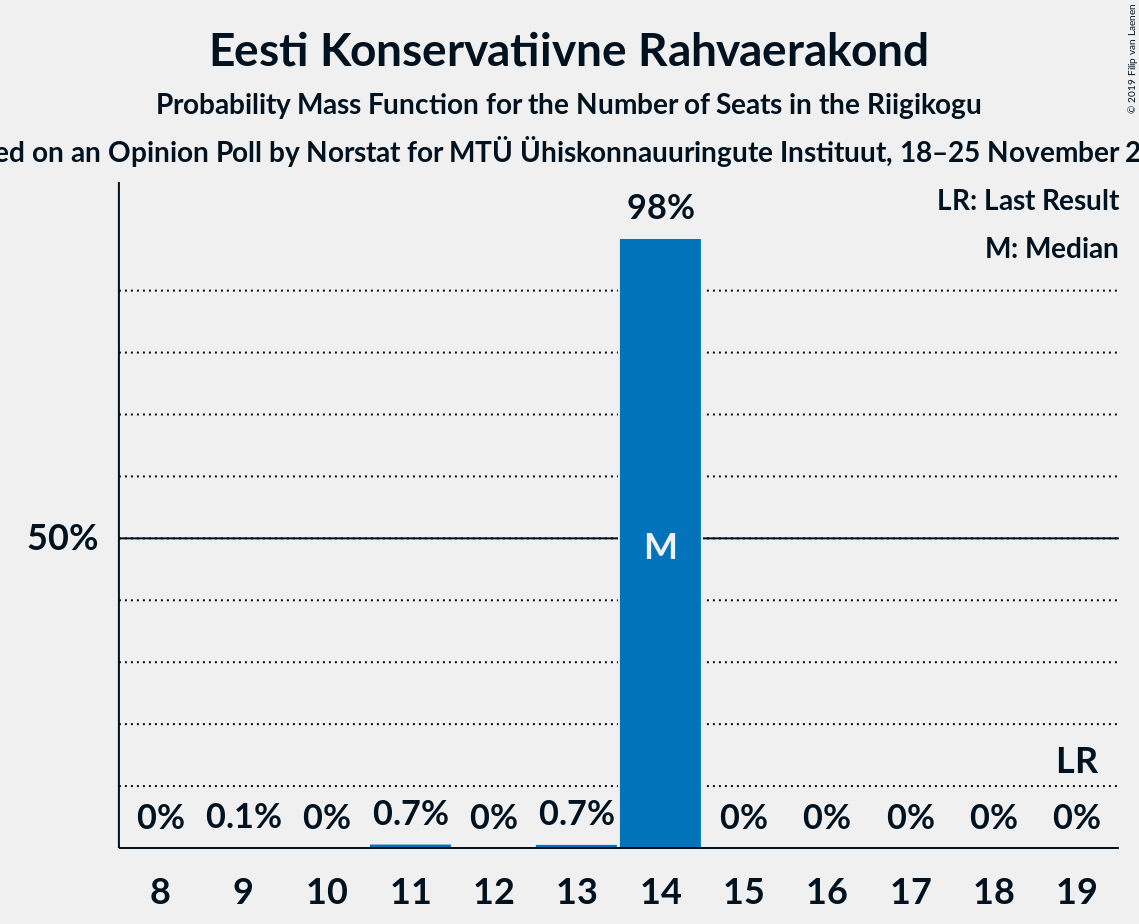 Eesti Konservatiivne Rahvaerakond
Probability Mass Function for the Number of Seats in the Riigikogu
on an Opinion Poll by Norstat for MTÜ Ühiskonnauuringute Instituut, 18–25 November
© 2019 Filip van Laenen
LR: Last Result
M: Median
98%
50%
M
LR
0% 0.1% 0% 0.7% 0% 0.7% 0% 0% 0% 0% 0%
8 9 10 11 12 13 14 15 16 17 18 19